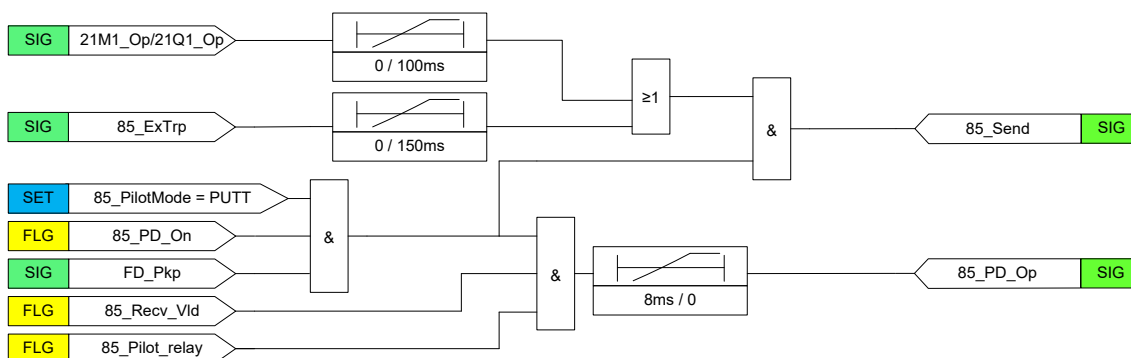 SIG 21M1_Op/21Q1_Op
0 / 100ms
≥1
SIG 85_ExTrp
0 / 150ms
&
85_Send SIG
SET 85_PilotMode = PUTT
FLG 85_PD_On
&
SIG FD_Pkp
&
8ms / 0
85_PD_Op SIG
FLG 85_Recv_Vld
FLG 85_Pilot_relay